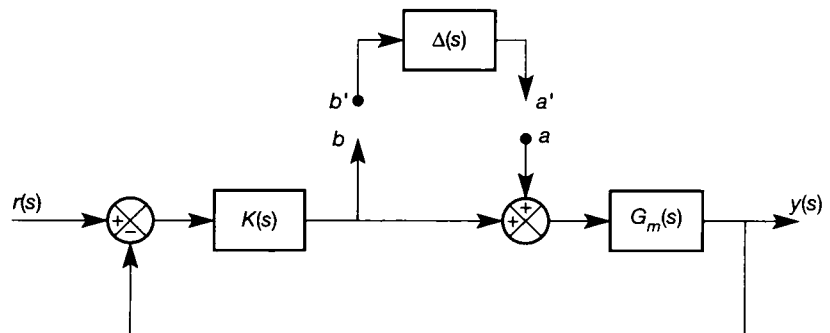 Δ(s)
b' a'
b a
r(s) + − K(s) + + G_m(s) y(s)